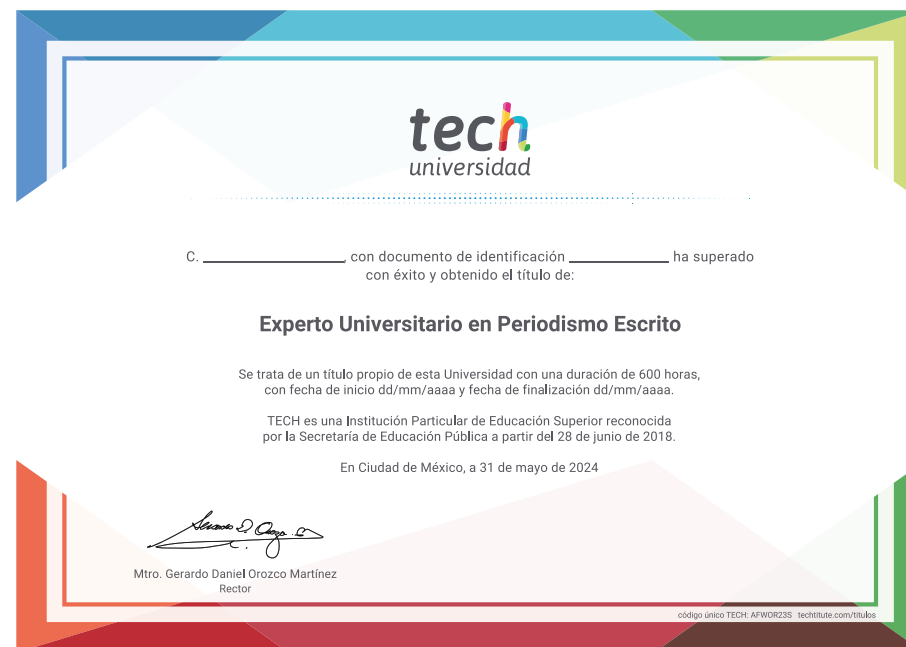 tech
universidad
C. ____________, con documento de identificación ____________ ha superado
con éxito y obtenido el título de:
Experto Universitario en Periodismo Escrito
Se trata de un título propio de esta Universidad con una duración de 600 horas,
con fecha de inicio dd/mm/aaaa y fecha de finalización dd/mm/aaaa.
TECH es una Institución Particular de Educación Superior reconocida
por la Secretaría de Educación Pública a partir del 28 de junio de 2018.
En Ciudad de México, a 31 de mayo de 2024
Mtro. Gerardo Daniel Orozco Martínez
Rector
código único TECH: AFWOR23S techtitute.com/titulos